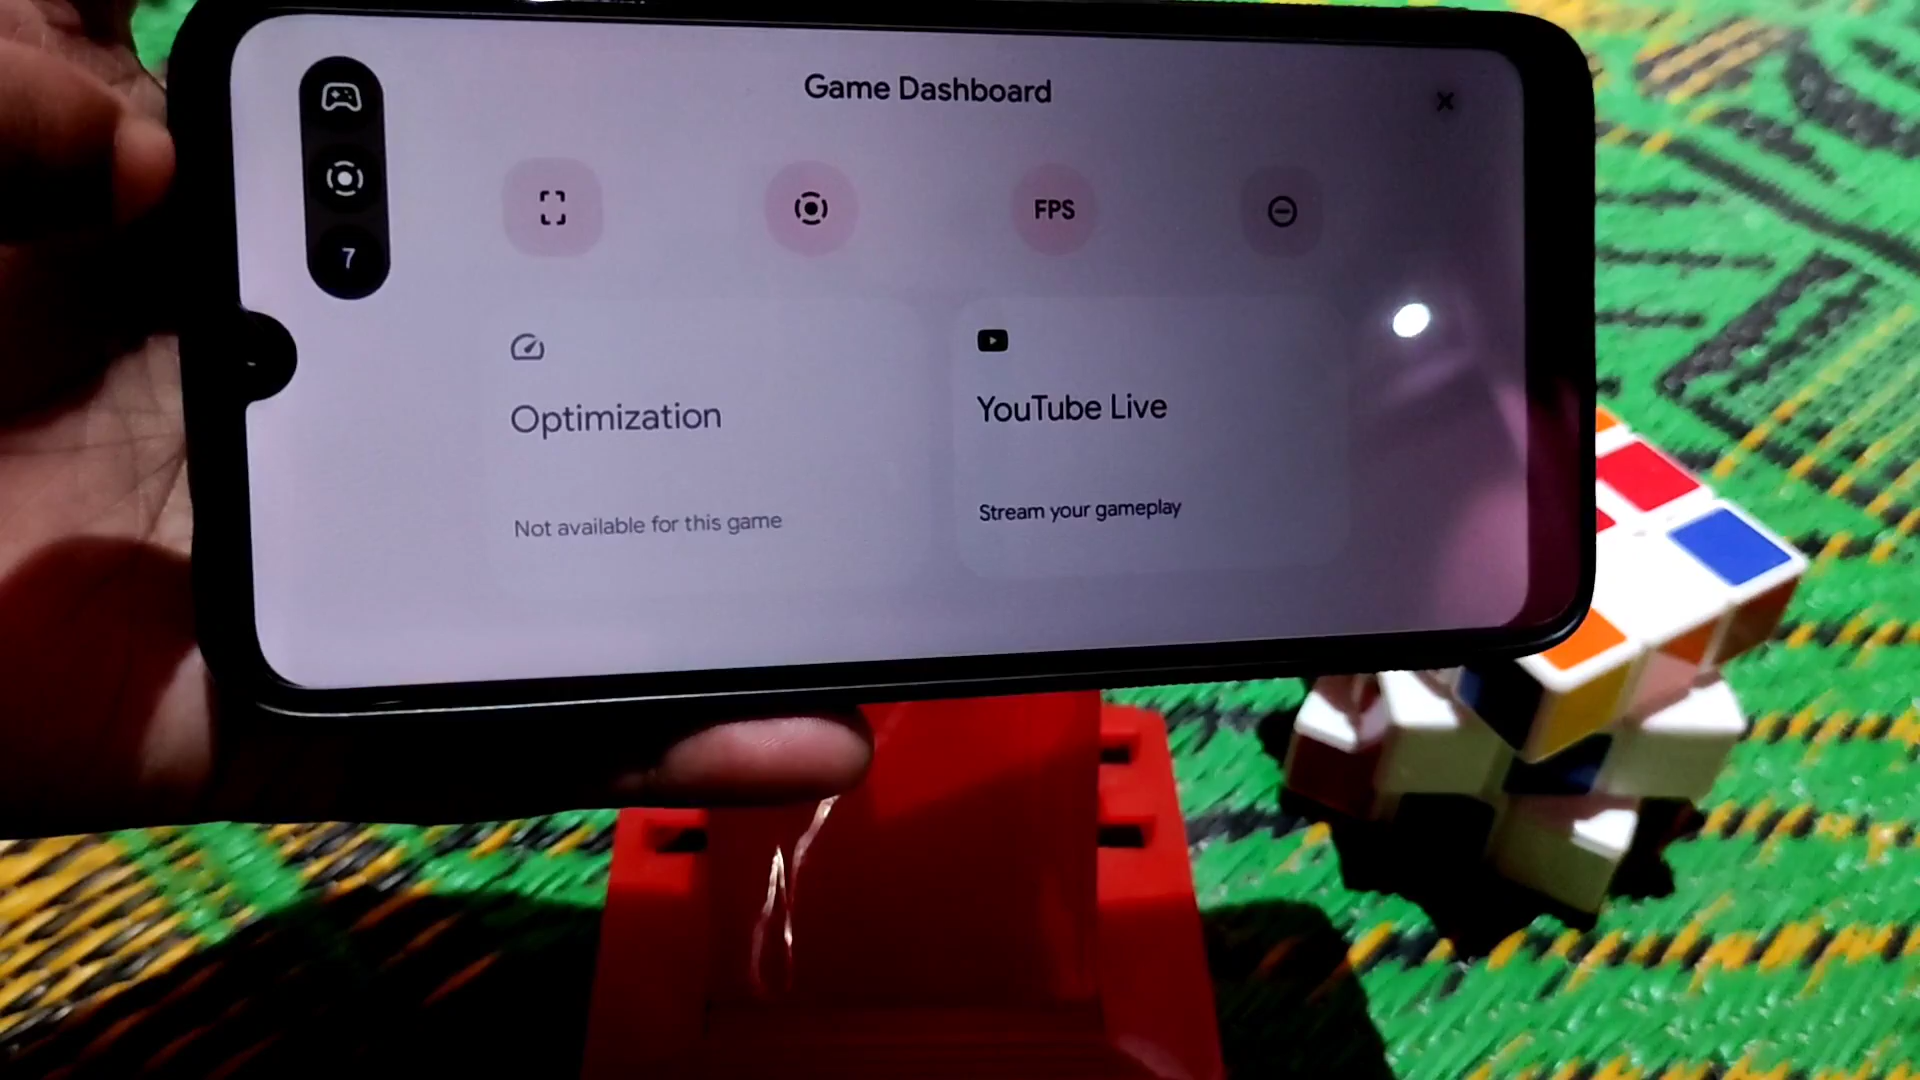 Game Dashboard
FPS
7
Optimization
YouTube Live
Not available for this game
Stream your gameplay